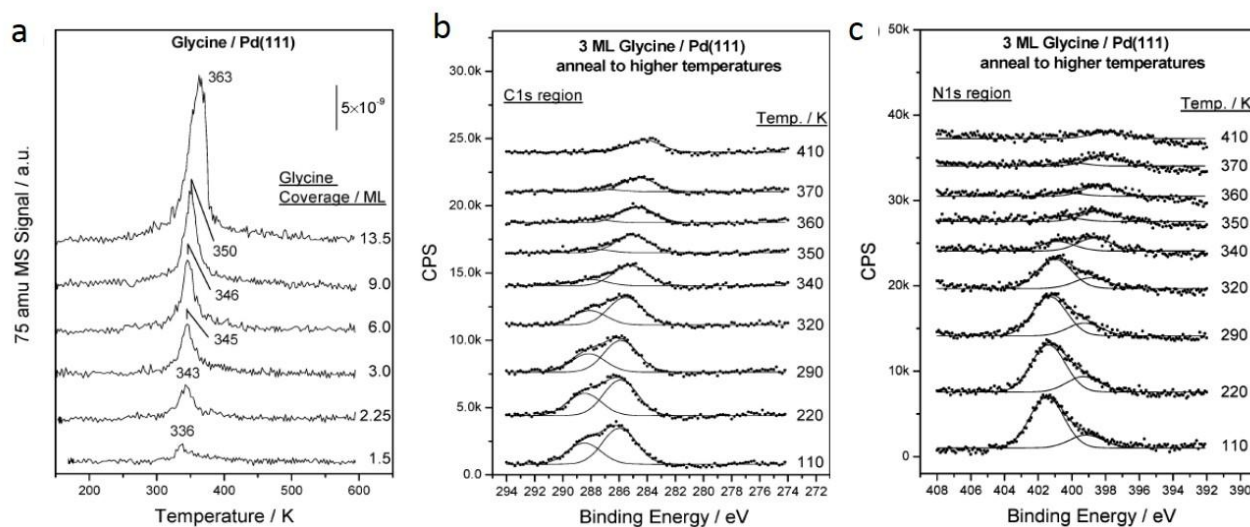 a
Glycine / Pd(111)
363
5×10⁻⁹
Glycine
Coverage / ML
13.5
350
9.0
346
6.0
345
3.0
343
2.25
336
1.5
75 amu MS Signal / a.u.
200 300 400 500 600
Temperature / K
b
3 ML Glycine / Pd(111)
anneal to higher temperatures
C1s region
Temp. / K
410
370
360
350
340
320
290
220
110
30.0k
25.0k
20.0k
15.0k
10.0k
5.0k
0.0
CPS
294 292 290 288 286 284 282 280 278 276 274 272
Binding Energy / eV
c
3 ML Glycine / Pd(111)
anneal to higher temperatures
N1s region
Temp. / K
410
370
360
350
340
320
290
220
110
50k
40k
30k
20k
10k
0
CPS
408 406 404 402 400 398 396 394 392 390
Binding Energy / eV